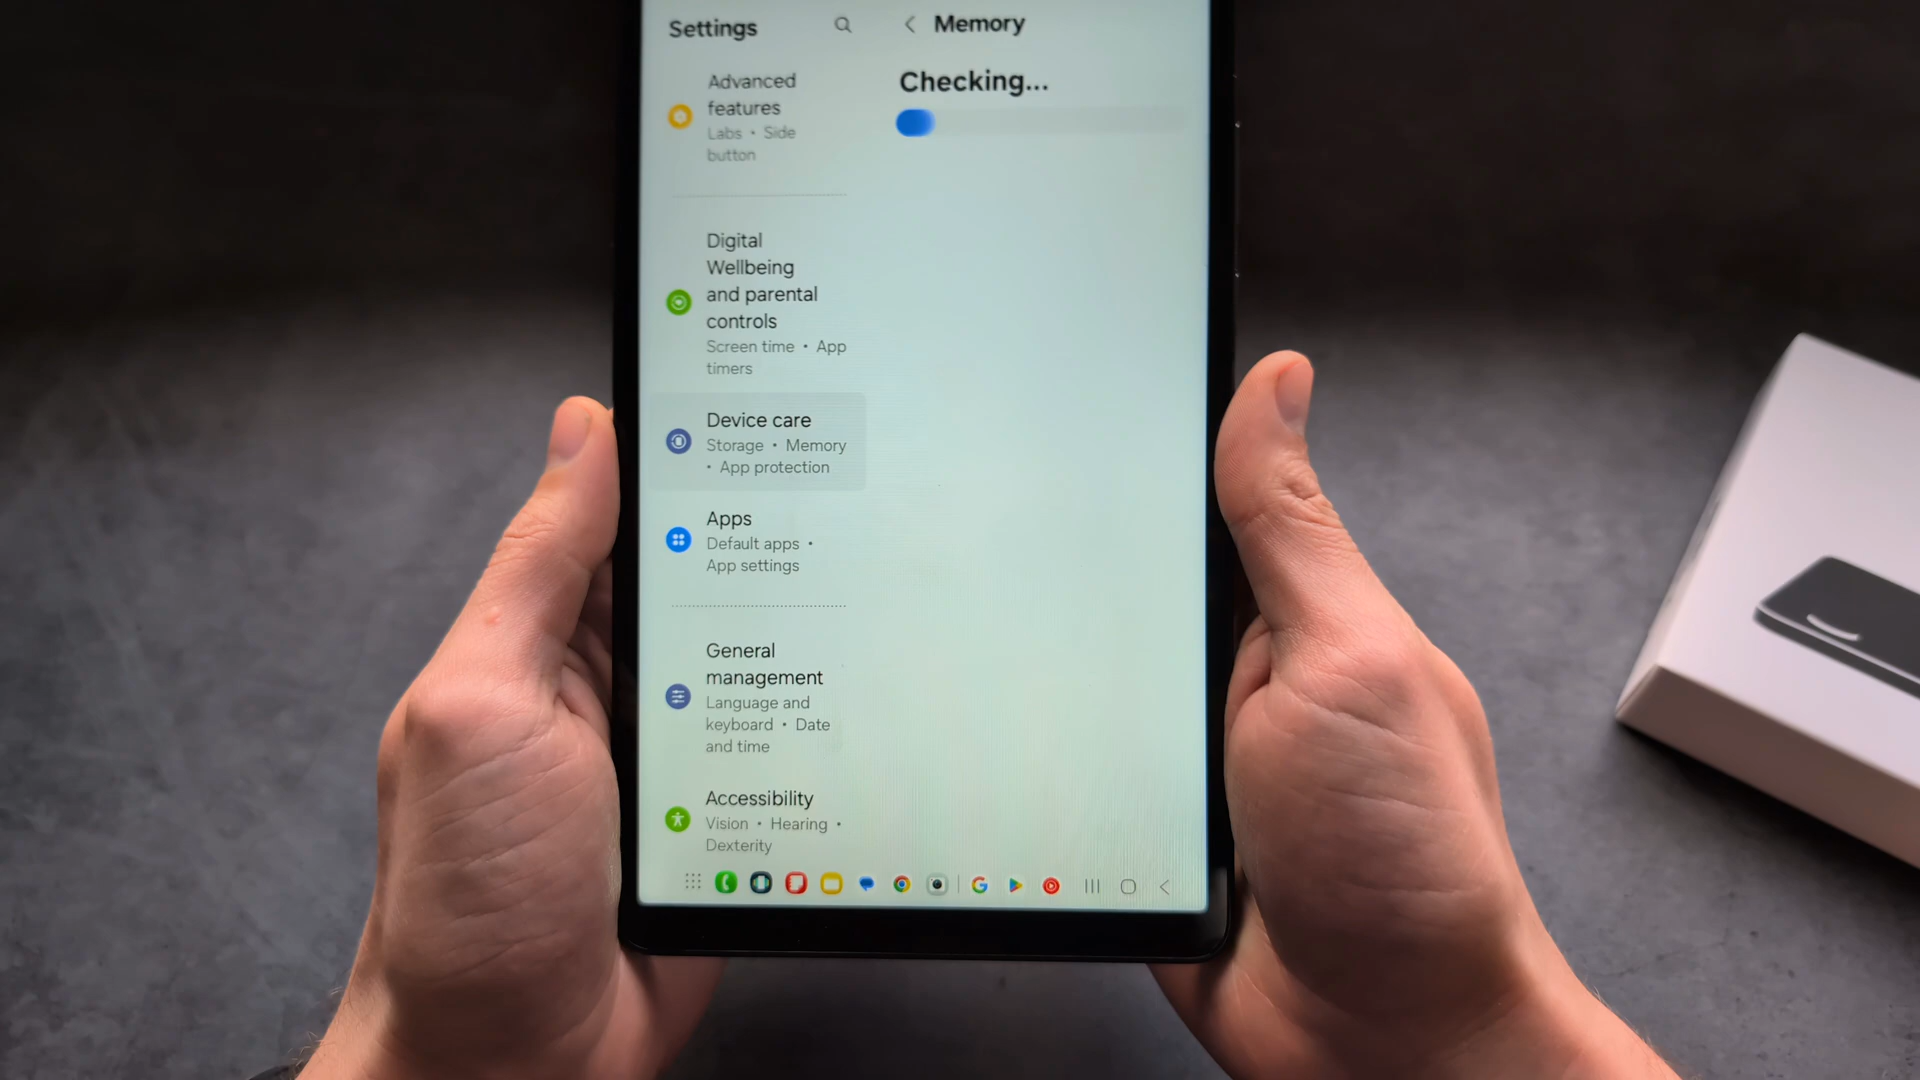 Settings
Advanced
features
Labs • Side
button
Digital
Wellbeing
and parental
controls
Screen time • App
timers
Device care
Storage • Memory
• App protection
Apps
Default apps •
App settings
General
management
Language and
keyboard • Date
and time
Accessibility
Vision • Hearing •
Dexterity
Memory
Checking...